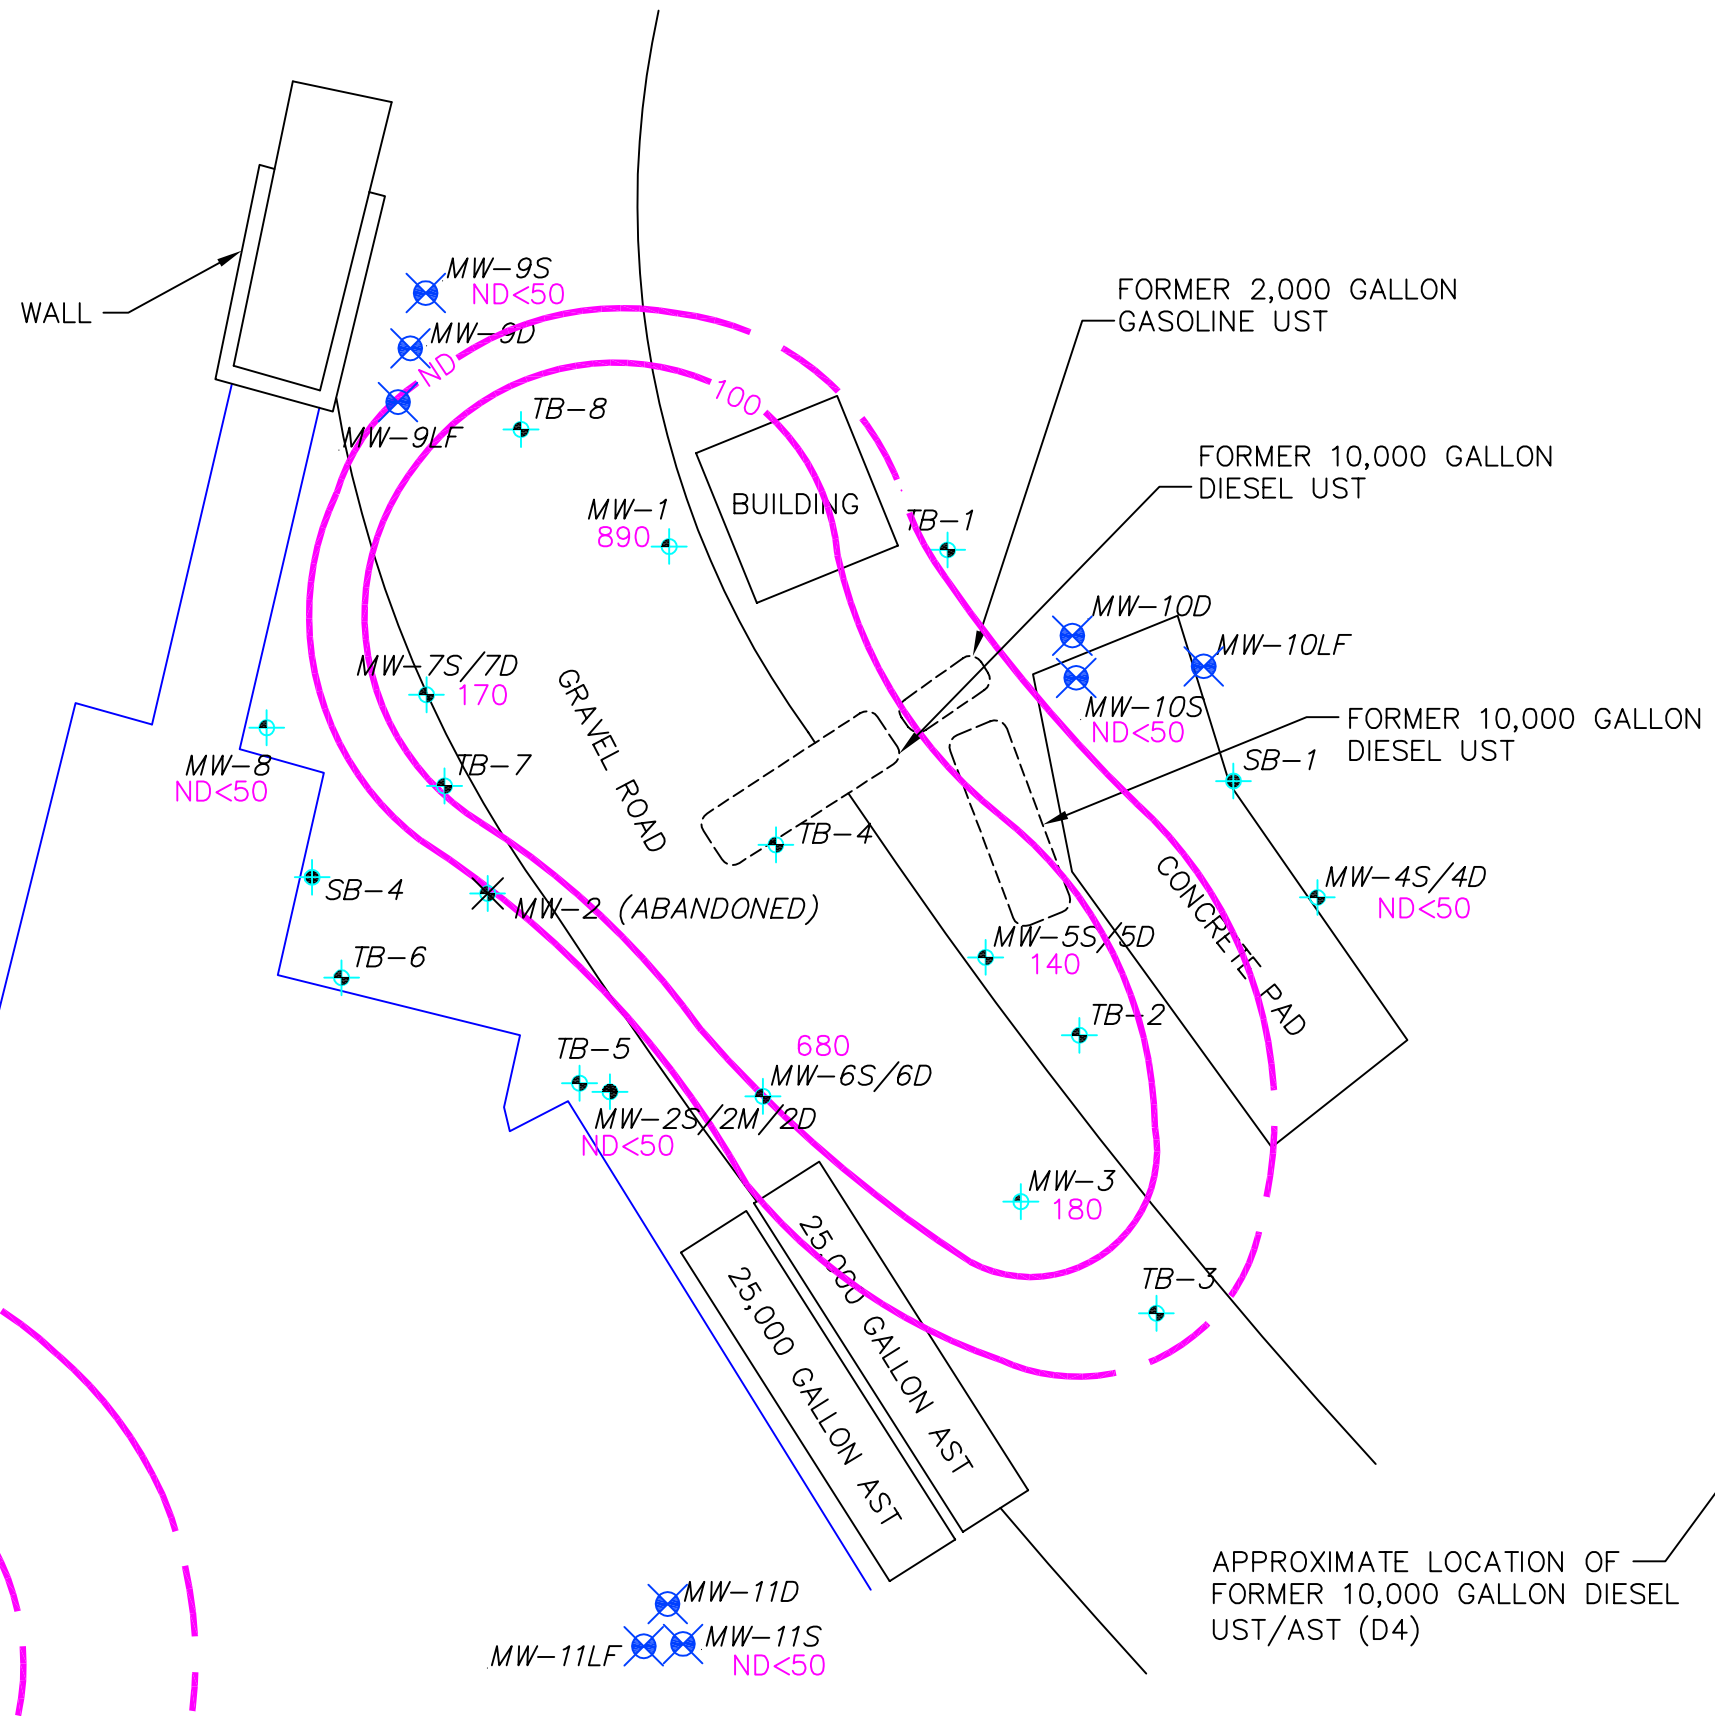 MW-9S
ND<50
FORMER 2,000 GALLON
GASOLINE UST
WALL
MW-9D
ND
100
TB-8
MW-9LF
FORMER 10,000 GALLON
DIESEL UST
BUILDING
MW-1
890
TB-1
MW-10D
MW-10LF
MW-7S/7D
170
GRAVEL ROAD
MW-10S
ND<50
FORMER 10,000 GALLON
DIESEL UST
MW-8
ND<50
TB-7
SB-1
TB-4
CONCRETE PAD
MW-4S/4D
ND<50
SB-4
MW-2 (ABANDONED)
MW-5S/5D
140
TB-6
TB-2
TB-5
680
MW-6S/6D
MW-2S/2M/2D
ND<50
MW-3
180
TB-3
25,000 GALLON AST
25,000 GALLON AST
APPROXIMATE LOCATION OF
FORMER 10,000 GALLON DIESEL
UST/AST (D4)
MW-11D
MW-11S
MW-11LF
ND<50